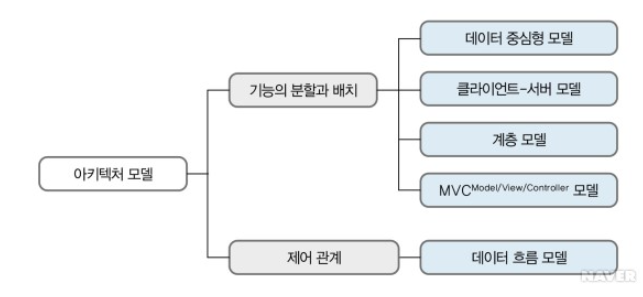 데이터 중심형 모델
기능의 분할과 배치
클라이언트-서버 모델
계층 모델
아키텍처 모델
MVC Model/View/Controller 모델
제어 관계
데이터 흐름 모델
NAVER